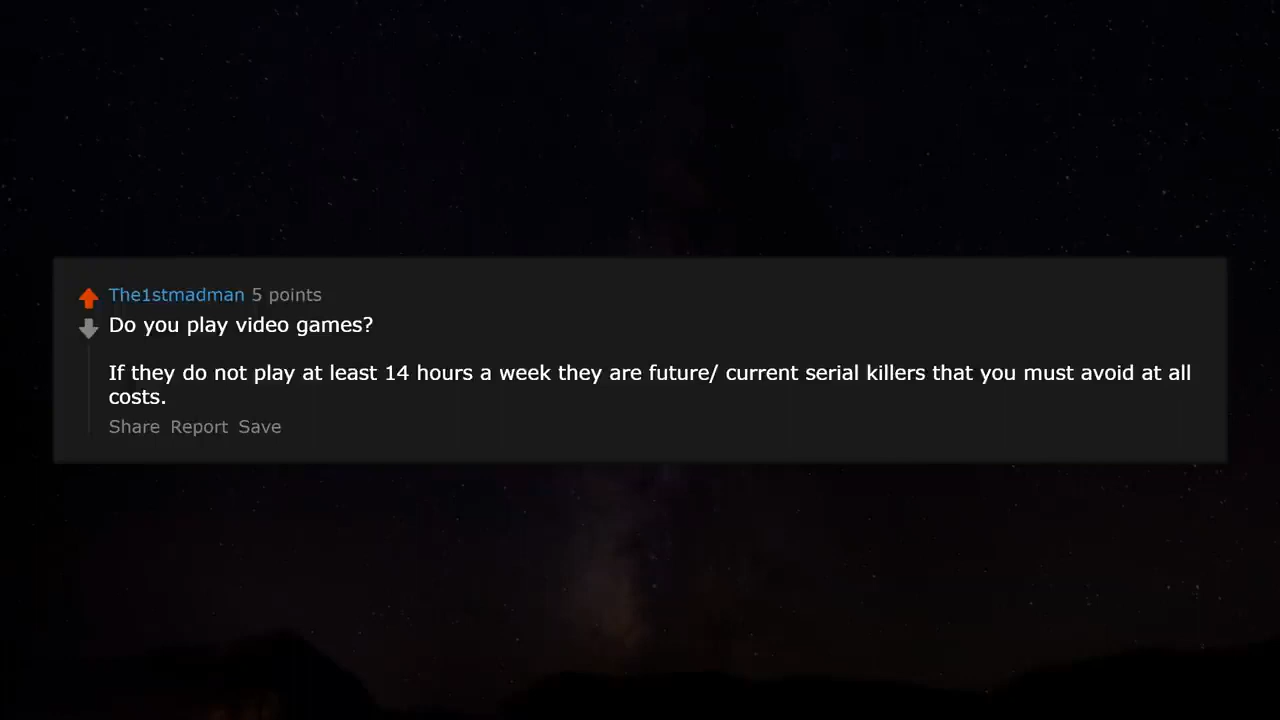 The1stmadman 5 points
Do you play video games?
If they do not play at least 14 hours a week they are future/ current serial killers that you must avoid at all
costs.
Share Report Save